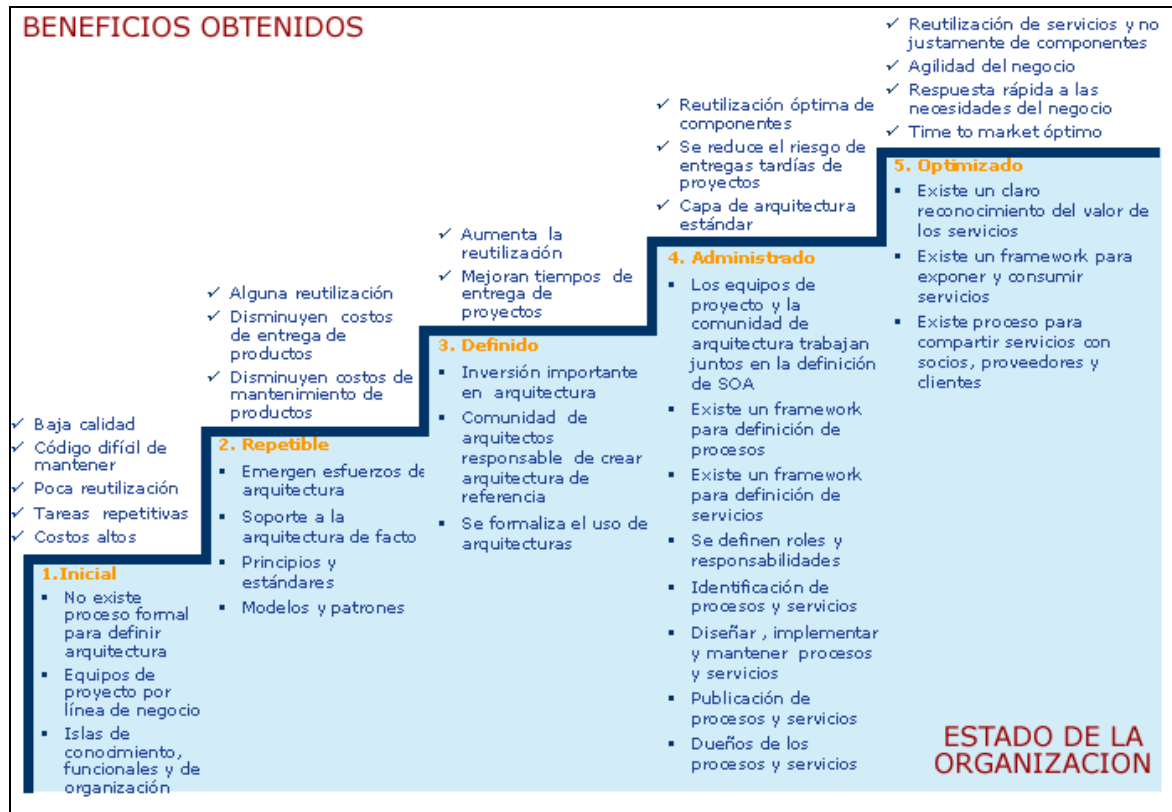 BENEFICIOS OBTENIDOS
✓ Baja calidad
✓ Código difícil de
mantener
✓ Poca reutilización
✓ Tareas repetitivas
✓ Costos altos
1.Inicial
▪ No existe
proceso formal
para definir
arquitectura
▪ Equipos de
proyecto por
línea de negocio
▪ Islas de
conocimiento,
funcionales y de
organización
✓ Alguna reutilización
✓ Disminuyen costos
de entrega de
productos
✓ Disminuyen costos de
mantenimiento de
productos
2. Repetible
▪ Emergen esfuerzos de
arquitectura
▪ Soporte a la
arquitectura de facto
▪ Principios y
estándares
▪ Modelos y patrones
✓ Aumenta la
reutilización
✓ Mejoran tiempos de
entrega de
proyectos
3. Definido
▪ Inversión importante
en arquitectura
▪ Comunidad de
arquitectos
responsable de crear
arquitectura de
referencia
▪ Se formaliza el uso de
arquitecturas
✓ Reutilización óptima de
componentes
✓ Se reduce el riesgo de
entregas tardías de
proyectos
✓ Capa de arquitectura
estándar
4. Administrado
▪ Los equipos de
proyecto y la
comunidad de
arquitectura trabajan
juntos en la definición
de SOA
▪ Existe un framework
para definición de
procesos
▪ Existe un framework
para definición de
servicios
▪ Se definen roles y
responsabilidades
▪ Identificación de
procesos y servicios
▪ Diseñar , implementar
y mantener procesos
y servicios
▪ Publicación de
procesos y servicios
▪ Dueños de los
procesos y servicios
✓ Reutilización de servicios y no
justamente de componentes
✓ Agilidad del negocio
✓ Respuesta rápida a las
necesidades del negocio
✓ Time to market óptimo
5. Optimizado
▪ Existe un claro
reconocimiento del valor de
los servicios
▪ Existe un framework para
exponer y consumir
servicios
▪ Existe proceso para
compartir servicios con
socios, proveedores y
clientes
ESTADO DE LA
ORGANIZACION